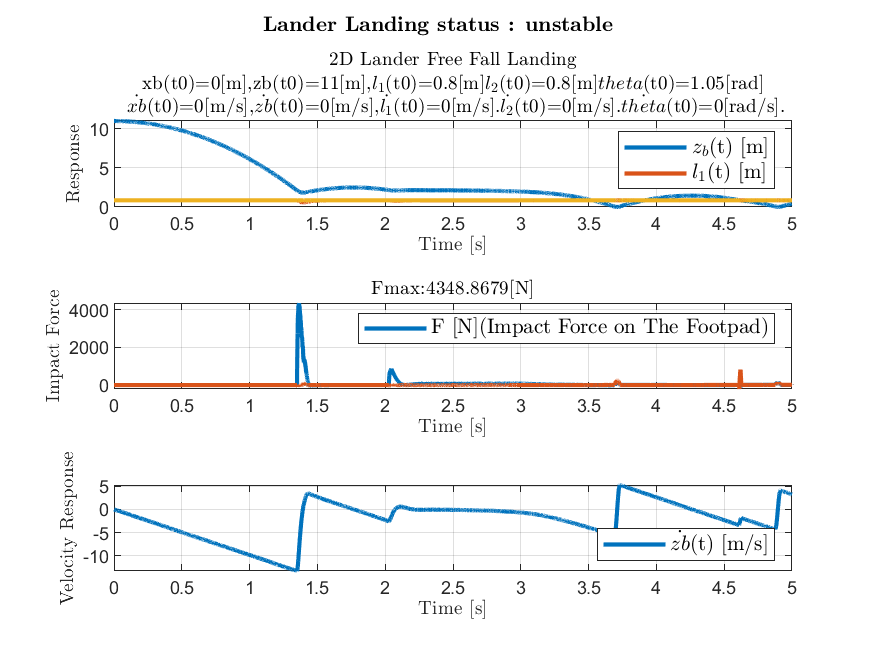 Lander Landing status : unstable
2D Lander Free Fall Landing
xb(t0)=0[m],zb(t0)=11[m],l₁(t0)=0.8[m]l₂(t0)=0.8[m]theta(t0)=1.05[rad]
ẋb(t0)=0[m/s],żb(t0)=0[m/s],l̇₁(t0)=0[m/s].l̇₂(t0)=0[m/s].thėta(t0)=0[rad/s].
Response
10
5
0
z_b(t) [m]
l₁(t) [m]
0 0.5 1 1.5 2 2.5 3 3.5 4 4.5 5
Time [s]
Fmax:4348.8679[N]
Impact Force
4000
2000
0
F [N](Impact Force on The Footpad)
0 0.5 1 1.5 2 2.5 3 3.5 4 4.5 5
Time [s]
Velocity Response
5
0
-5
-10
żb(t) [m/s]
0 0.5 1 1.5 2 2.5 3 3.5 4 4.5 5
Time [s]